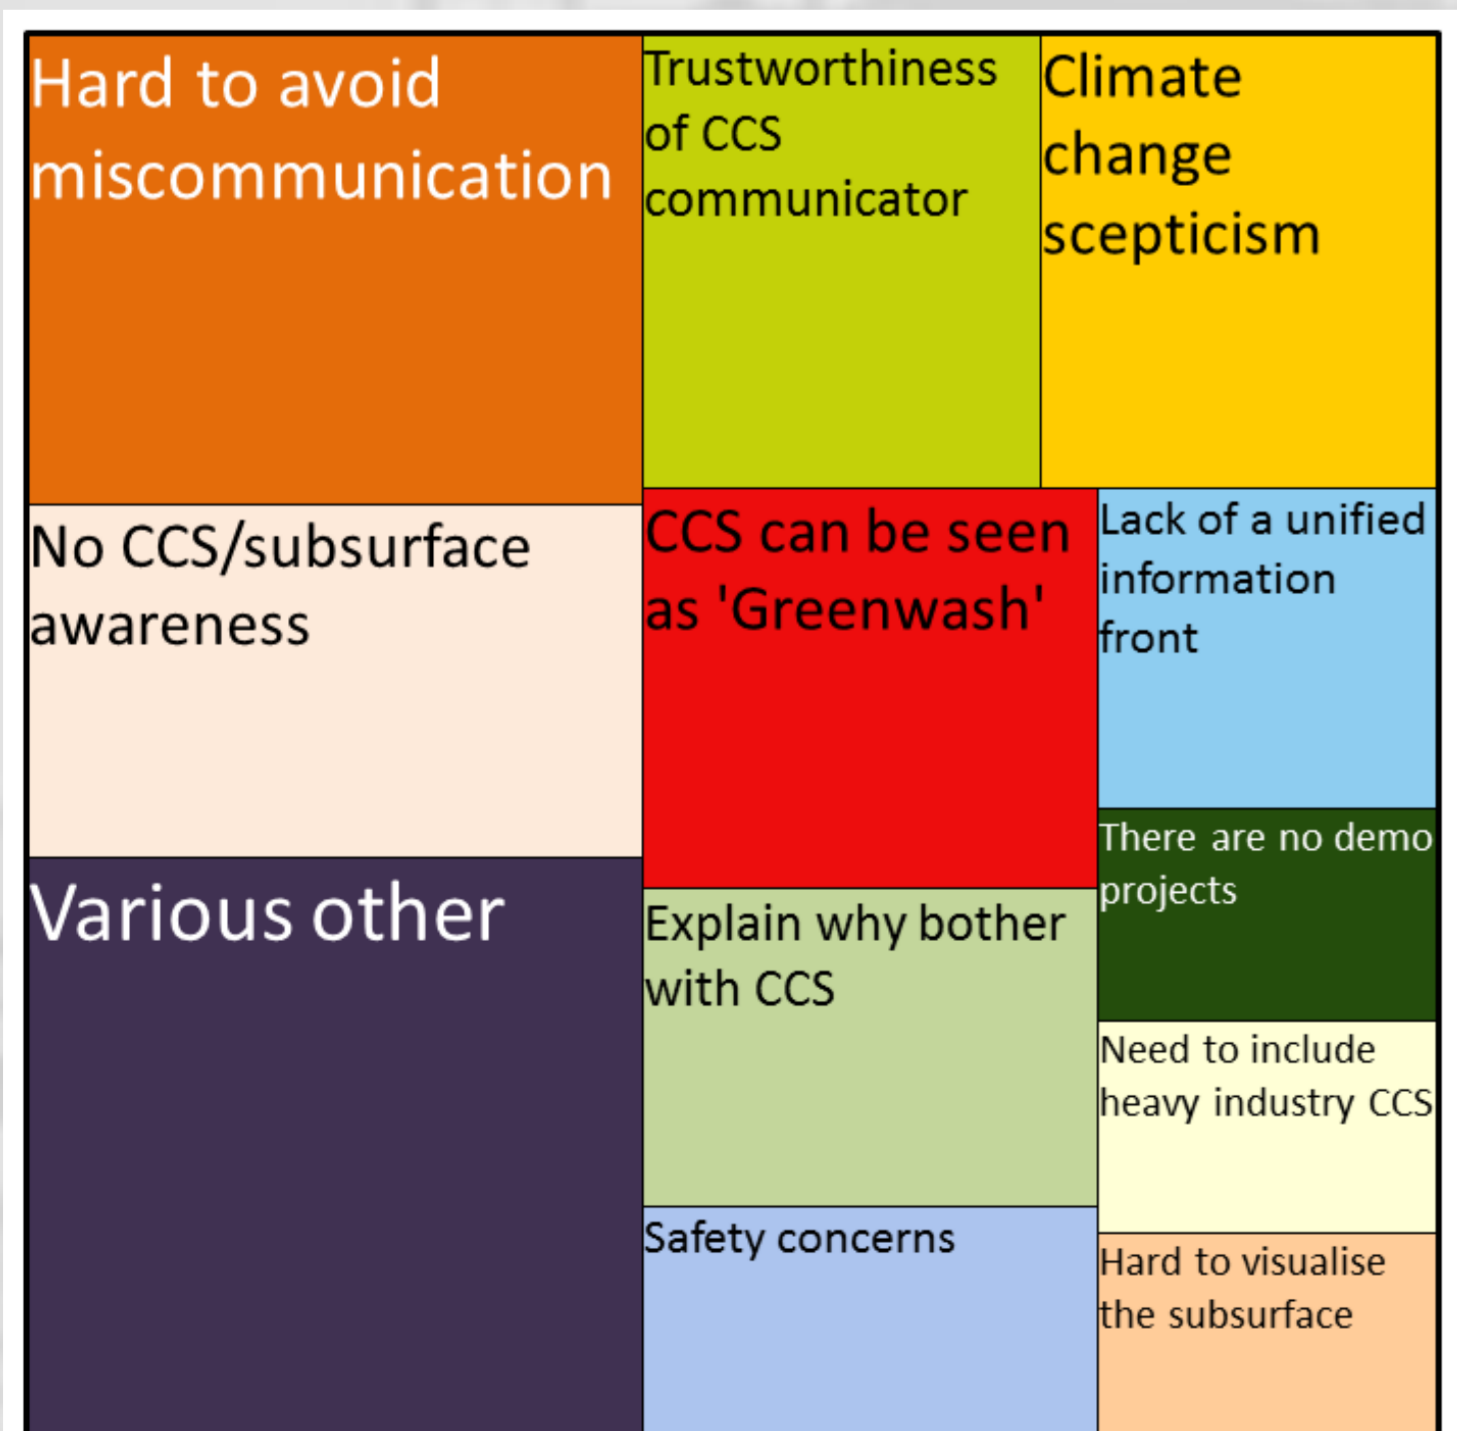 Hard to avoid
miscommunication
Trustworthiness
of CCS
communicator
Climate
change
scepticism
No CCS/subsurface
awareness
CCS can be seen
as 'Greenwash'
Lack of a unified
information
front
There are no demo
projects
Various other
Explain why bother
with CCS
Need to include
heavy industry CCS
Safety concerns
Hard to visualise
the subsurface